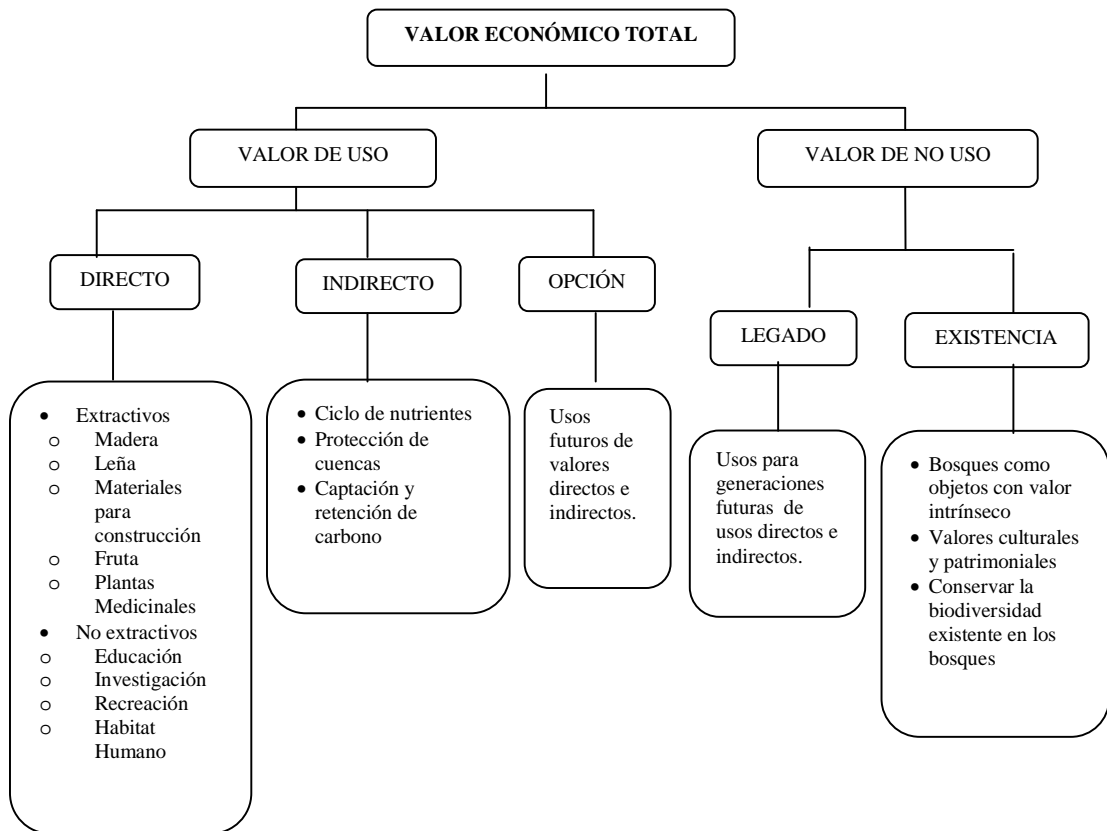 VALOR ECONÓMICO TOTAL
VALOR DE USO
VALOR DE NO USO
DIRECTO
INDIRECTO
OPCIÓN
LEGADO
EXISTENCIA
• Extractivos
o Madera
o Leña
o Materiales
para
construcción
o Fruta
o Plantas
Medicinales
• No extractivos
o Educación
o Investigación
o Recreación
o Habitat
Humano
• Ciclo de nutrientes
• Protección de
cuencas
• Captación y
retención de
carbono
Usos
futuros de
valores
directos e
indirectos.
Usos para
generaciones
futuras de
usos directos e
indirectos.
• Bosques como
objetos con valor
intrínseco
• Valores culturales
y patrimoniales
• Conservar la
biodiversidad
existente en los
bosques